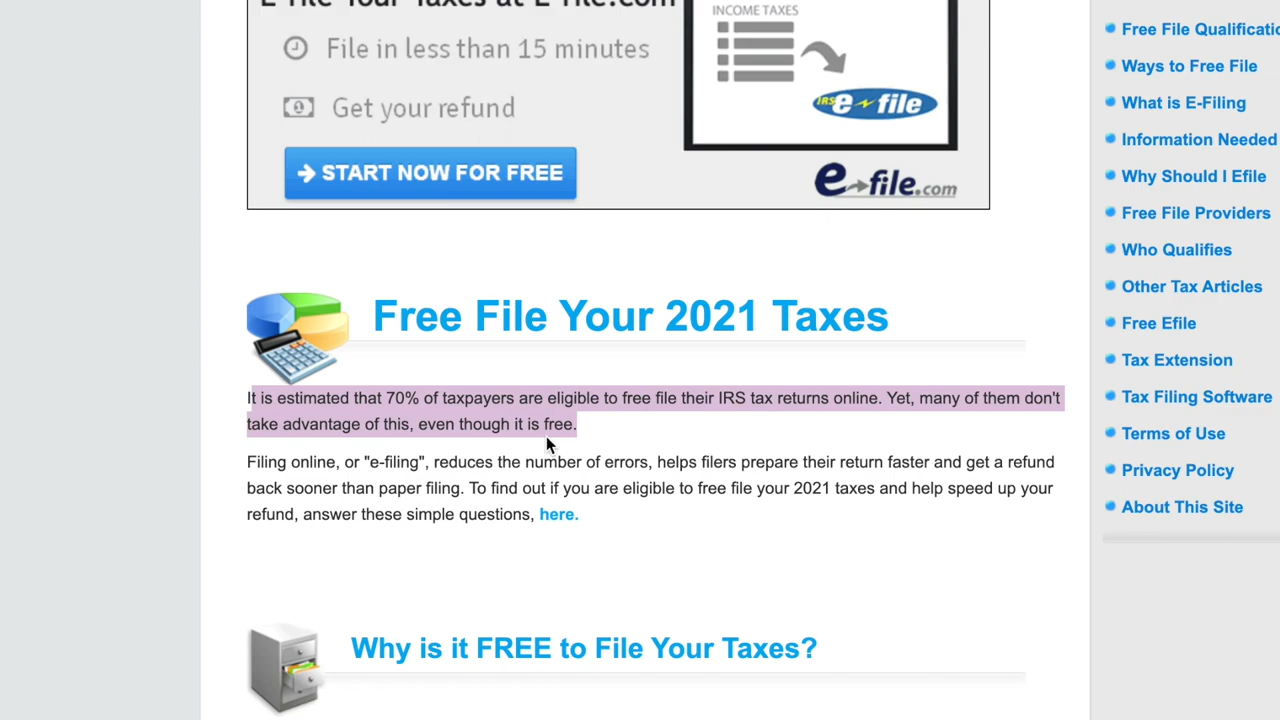 E-file Your Taxes at E-file.com
File in less than 15 minutes
Get your refund
START NOW FOR FREE
INCOME TAXES
IRS e file
e-file.com
Free File Your 2021 Taxes
It is estimated that 70% of taxpayers are eligible to free file their IRS tax returns online. Yet, many of them don't
take advantage of this, even though it is free.
Filing online, or "e-filing", reduces the number of errors, helps filers prepare their return faster and get a refund
back sooner than paper filing. To find out if you are eligible to free file your 2021 taxes and help speed up your
refund, answer these simple questions, here.
Why is it FREE to File Your Taxes?
Free File
Ways to Free File
What is E-Filing
Information Needed
Why Should I Efile
Free File Providers
Who Qualifies
Other Tax Articles
Free Efile
Tax Extension
Tax Filing Software
Terms of Use
Privacy Policy
About This Site